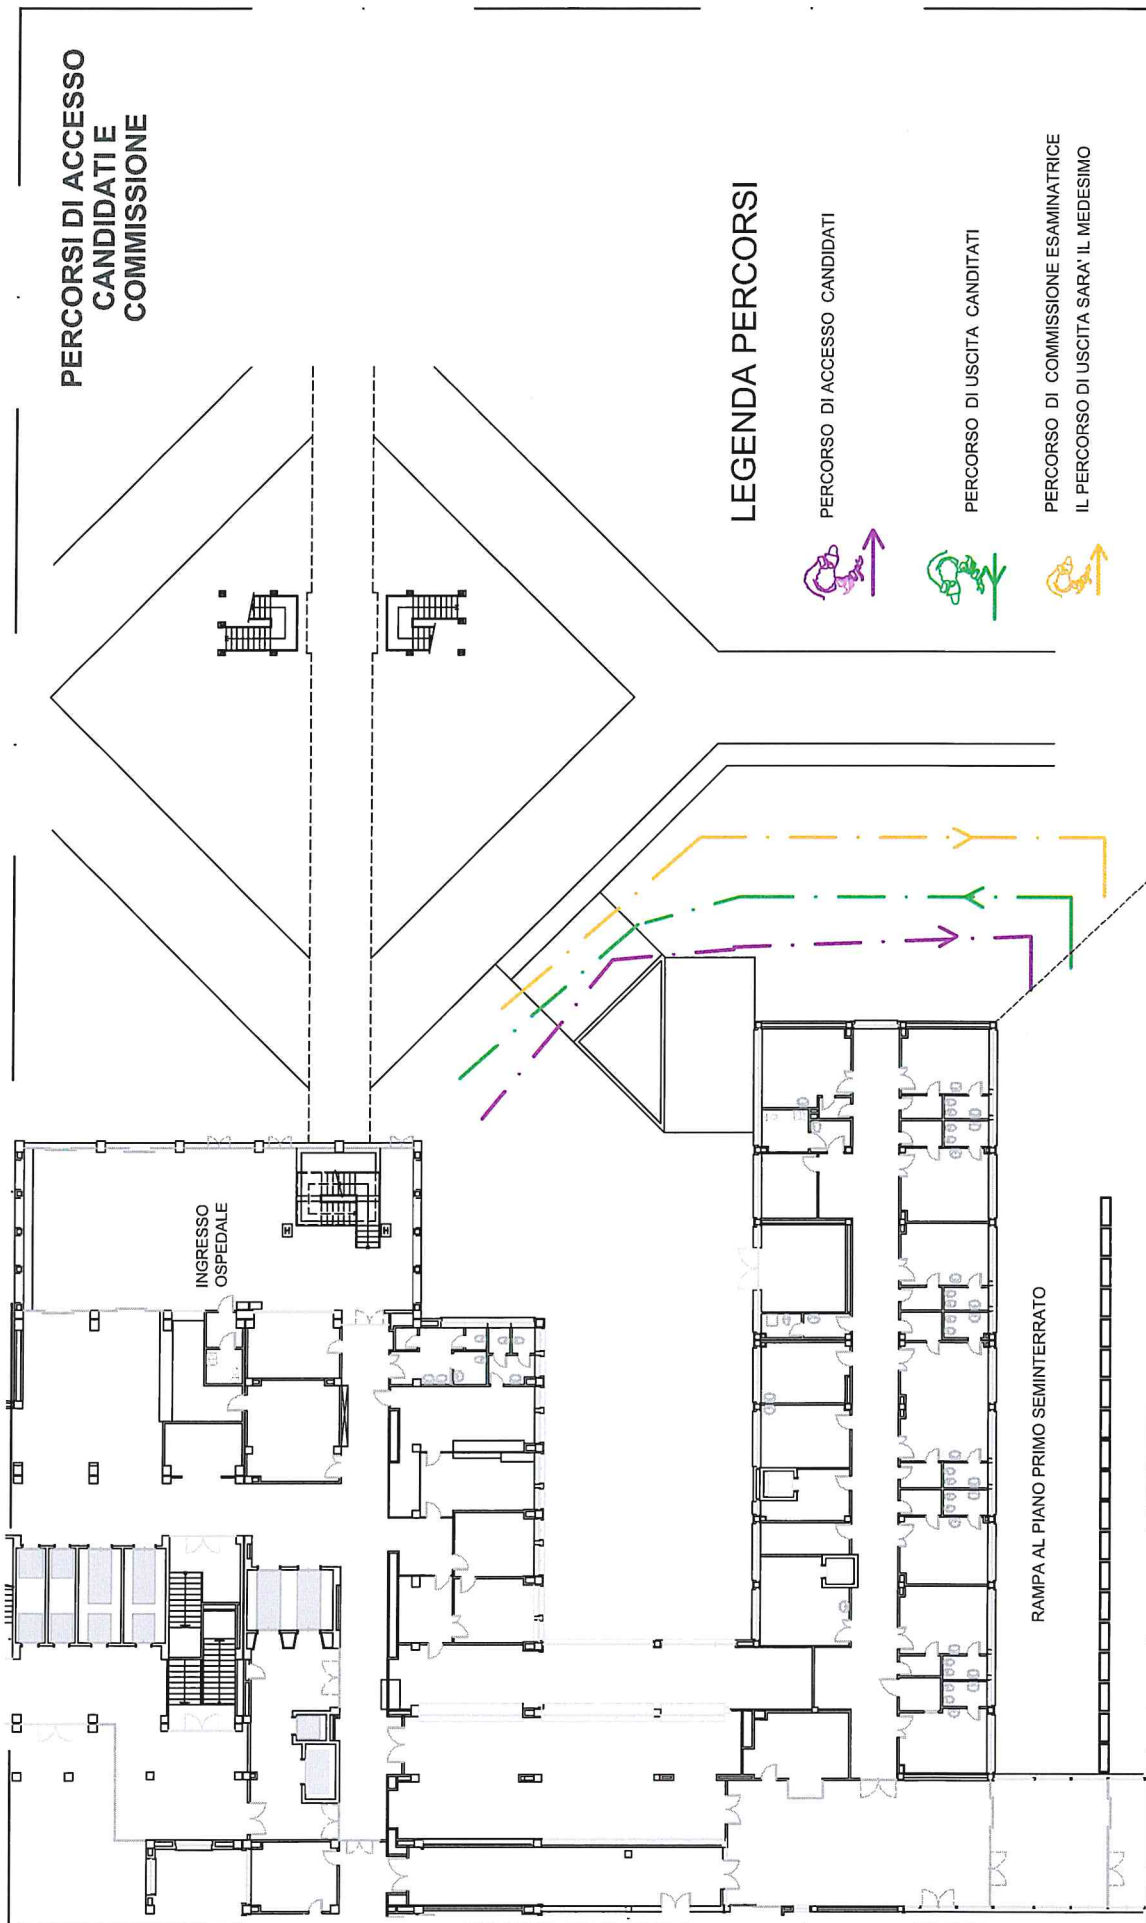 PERCORSI DI ACCESSO
CANDIDATI E
COMMISSIONE
INGRESSO
OSPEDALE
LEGENDA PERCORSI
PERCORSO DI ACCESSO CANDIDATI
PERCORSO DI USCITA CANDITATI
PERCORSO DI COMMISSIONE ESAMINATRICE
IL PERCORSO DI USCITA SARA' IL MEDESIMO
RAMPA AL PIANO PRIMO SEMINTERRATO